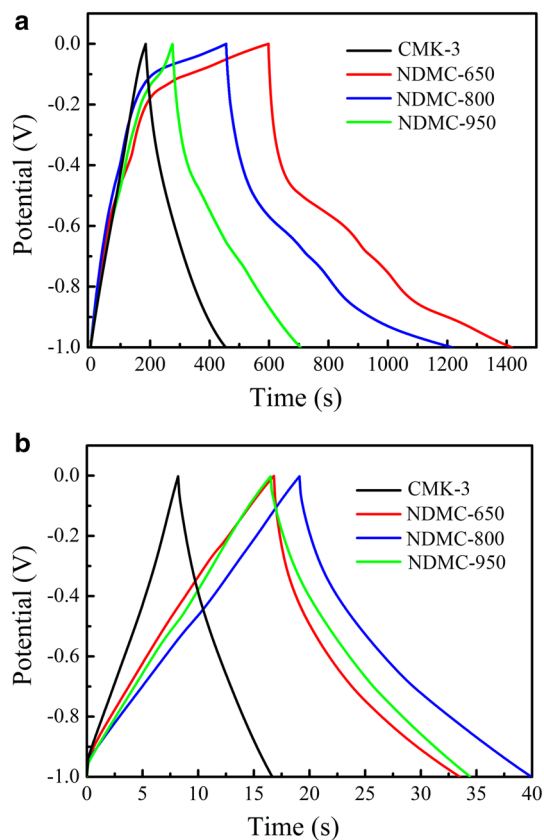 a
0.0
-0.2
-0.4
-0.6
-0.8
-1.0
Potential (V)
CMK-3
NDMC-650
NDMC-800
NDMC-950
0 200 400 600 800 1000 1200 1400
Time (s)
b
0.0
-0.2
-0.4
-0.6
-0.8
-1.0
Potential (V)
CMK-3
NDMC-650
NDMC-800
NDMC-950
0 5 10 15 20 25 30 35 40
Time (s)